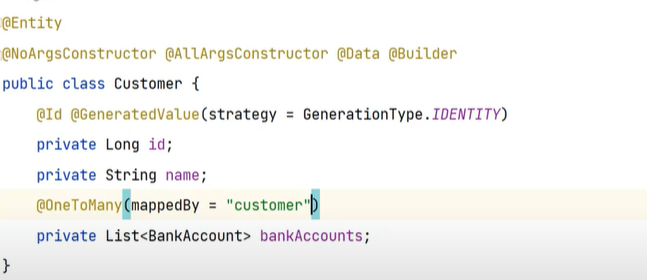 @Entity
@NoArgsConstructor @AllArgsConstructor @Data @Builder
public class Customer {
@Id @GeneratedValue(strategy = GenerationType.IDENTITY)
private Long id;
private String name;
@OneToMany(mappedBy = "customer")
private List<BankAccount> bankAccounts;
}